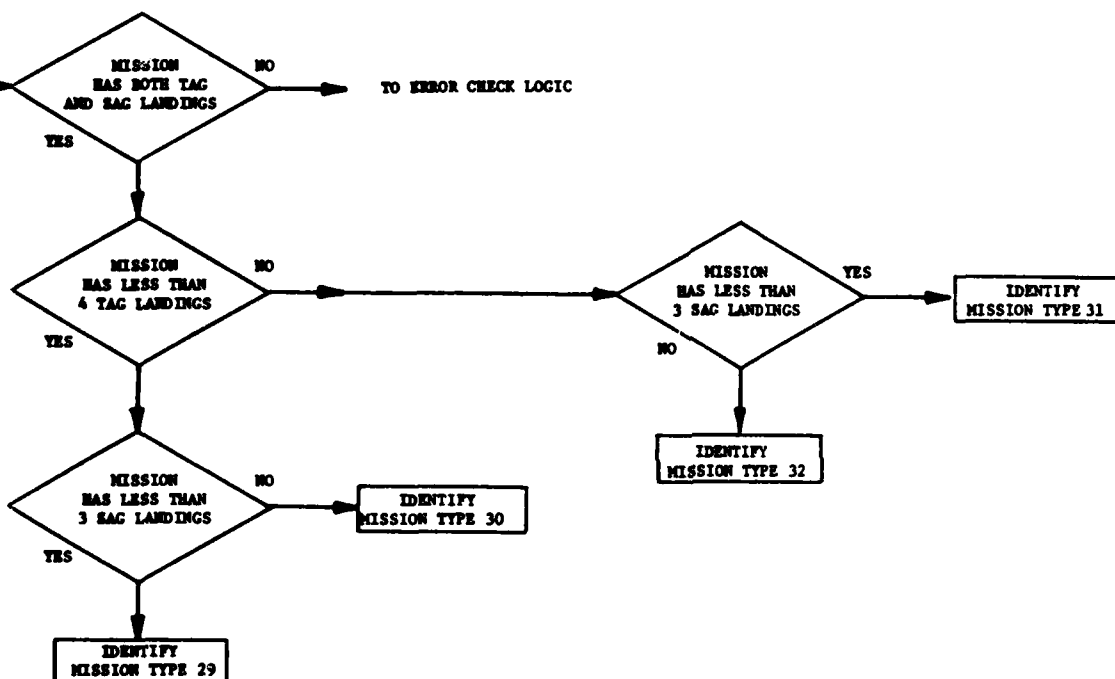 MISSION
HAS BOTH TAG
AND SAG LANDINGS
NO
TO ERROR CHECK LOGIC
YES
MISSION
HAS LESS THAN
4 TAG LANDINGS
NO
YES
MISSION
HAS LESS THAN
3 SAG LANDINGS
YES
NO
IDENTIFY
MISSION TYPE 31
IDENTIFY
MISSION TYPE 32
MISSION
HAS LESS THAN
3 SAG LANDINGS
NO
YES
IDENTIFY
MISSION TYPE 30
IDENTIFY
MISSION TYPE 29